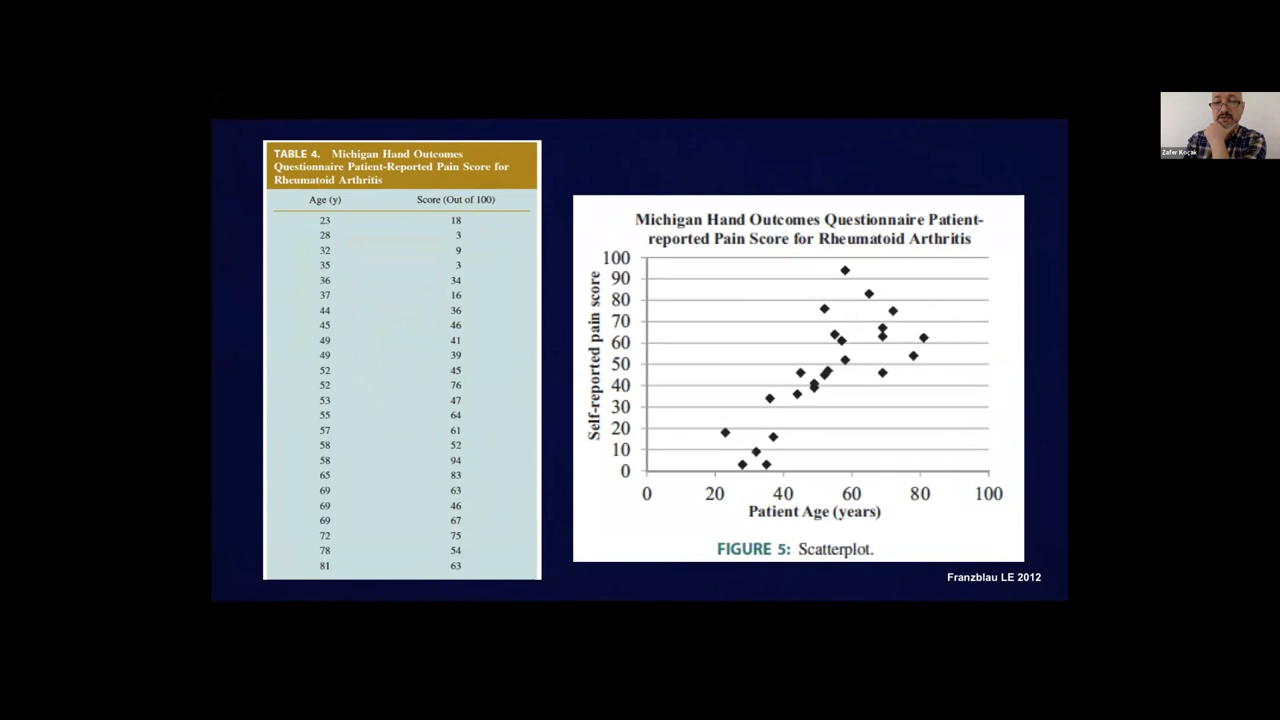 TABLE 4. Michigan Hand Outcomes
Questionnaire Patient-Reported Pain Score for
Rheumatoid Arthritis
Age (y) Score (Out of 100)
23 18
28 3
32 9
35 3
36 34
37 16
44 36
45 46
49 41
49 39
52 45
52 76
53 47
55 64
57 61
58 52
58 94
65 83
69 63
69 46
69 67
72 75
78 54
81 63
Michigan Hand Outcomes Questionnaire Patient-
reported Pain Score for Rheumatoid Arthritis
Self-reported pain score
100
90
80
70
60
50
40
30
20
10
0
0 20 40 60 80 100
Patient Age (years)
FIGURE 5: Scatterplot.
Franzblau LE 2012
Zafer Koçak